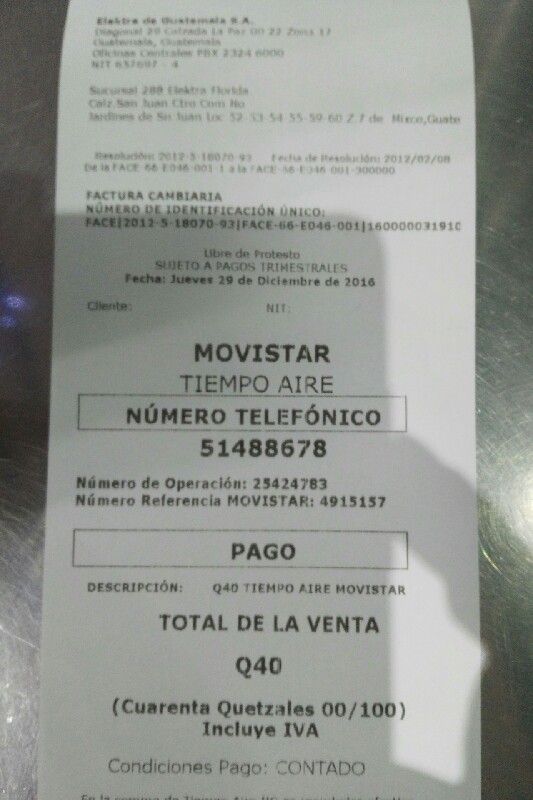 Elektra de Guatemala S.A.
Diagonal 29 Calzada La Paz 00 22 Zona 17
Guatemala, Guatemala
Oficinas Centrales PBX 2324 6000
NIT 637697 - 4
Sucursal 288 Elektra Florida
Calz San Juan Ctro Com No
Jardines de Sn Juan Loc 52-53-54-55-59-60 Z.7 de Mixco,Guate
Resolución: 2012-5-18070-93 Fecha de Resolución: 2012/02/08
De la FACE-66-E046-001-1 a la FACE-66-E046-001-300000
FACTURA CAMBIARIA
NÚMERO DE IDENTIFICACIÓN ÚNICO:
FACE|2012-5-18070-93|FACE-66-E046-001|16000003191
Libre de Protesto
SUJETO A PAGOS TRIMESTRALES
Fecha: Jueves 29 de Diciembre de 2016
Cliente: NIT:
MOVISTAR
TIEMPO AIRE
NÚMERO TELEFÓNICO
51488678
Número de Operación: 25424783
Número Referencia MOVISTAR: 4915157
PAGO
DESCRIPCIÓN: Q40 TIEMPO AIRE MOVISTAR
TOTAL DE LA VENTA
Q40
(Cuarenta Quetzales 00/100)
Incluye IVA
Condiciones Pago: CONTADO